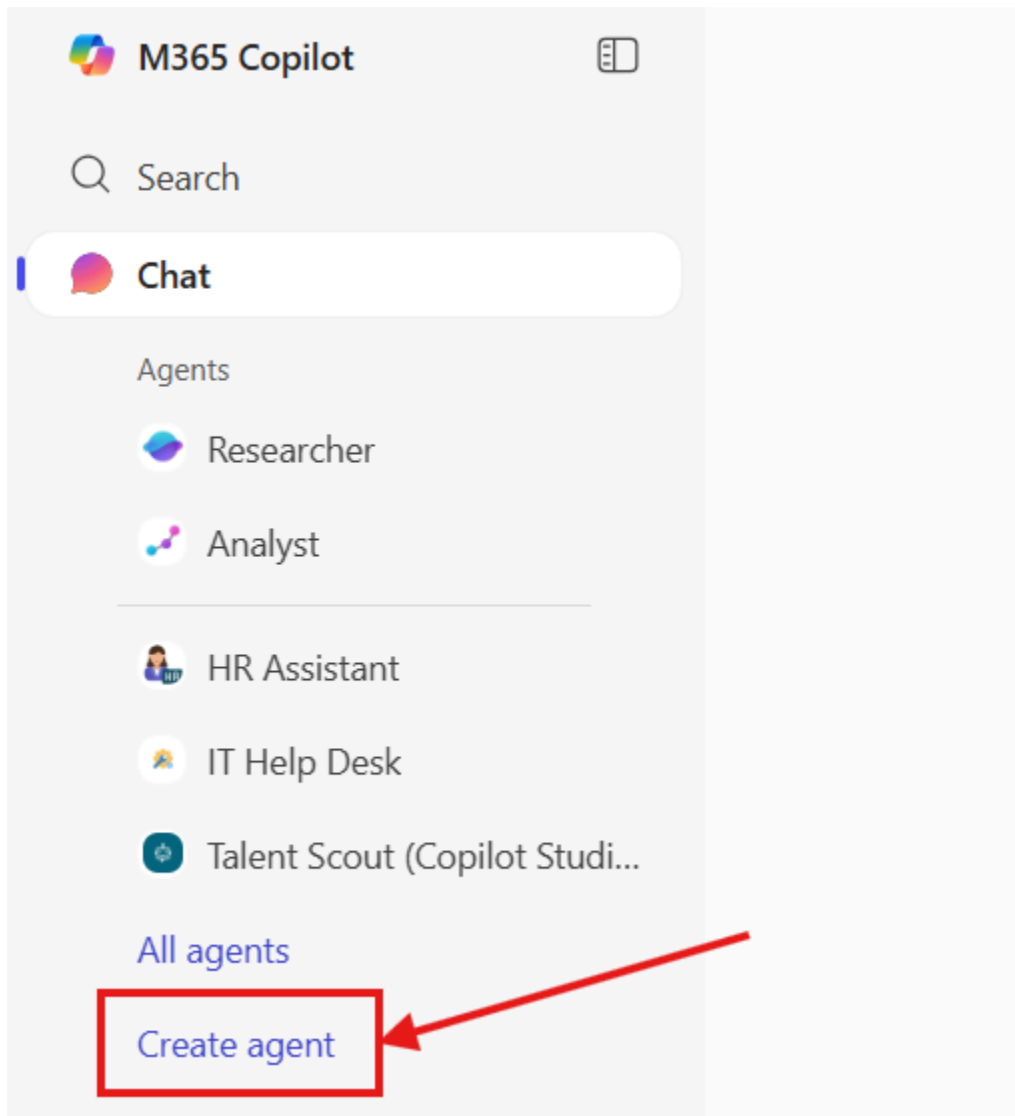 M365 Copilot
Search
Chat
Agents
Researcher
Analyst
HR
HR Assistant
IT Help Desk
Talent Scout (Copilot Studi...
All agents
Create agent